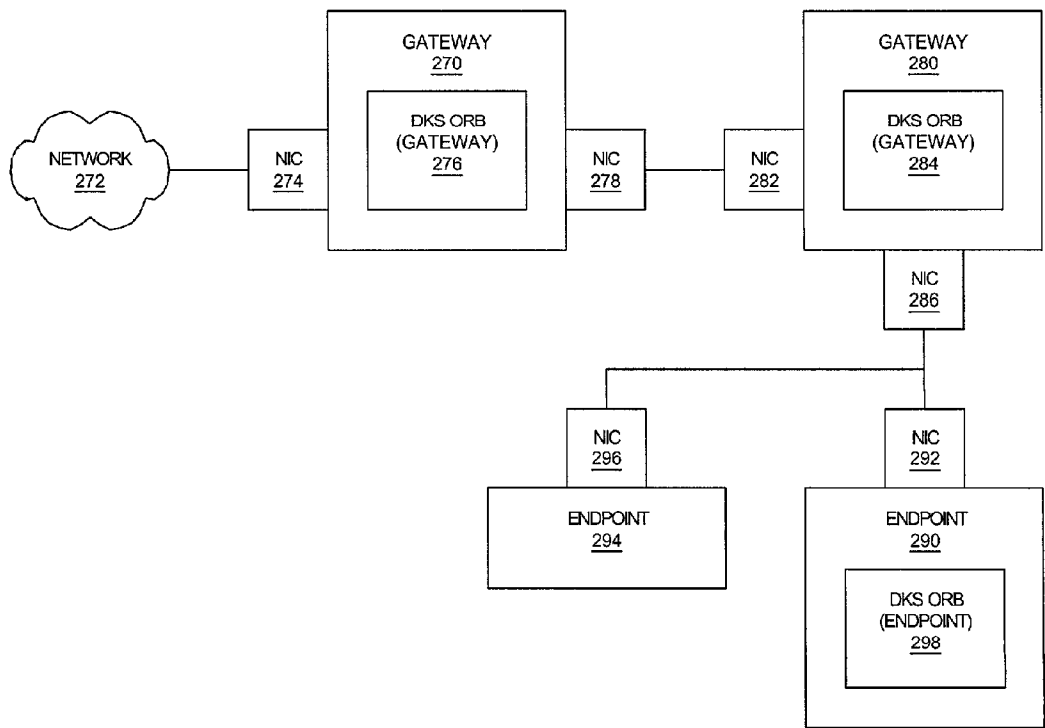 GATEWAY
270
DKS ORB
(GATEWAY)
276
NETWORK
272
NIC
274
NIC
278
NIC
282
GATEWAY
280
DKS ORB
(GATEWAY)
284
NIC
286
NIC
296
NIC
292
ENDPOINT
294
ENDPOINT
290
DKS ORB
(ENDPOINT)
298